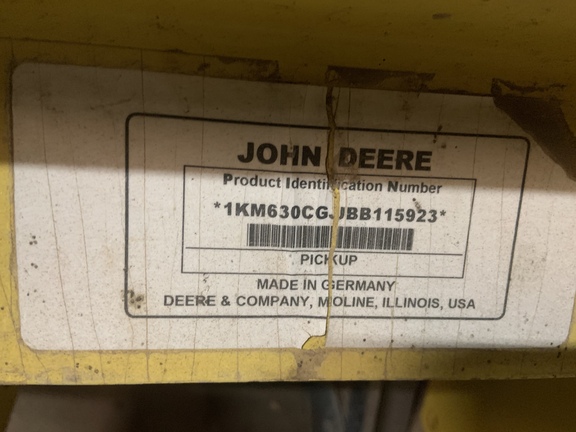 JOHN DEERE
Product Identification Number
*1KM630CGJBB115923*
PICKUP
MADE IN GERMANY
DEERE & COMPANY, MOLINE, ILLINOIS, USA